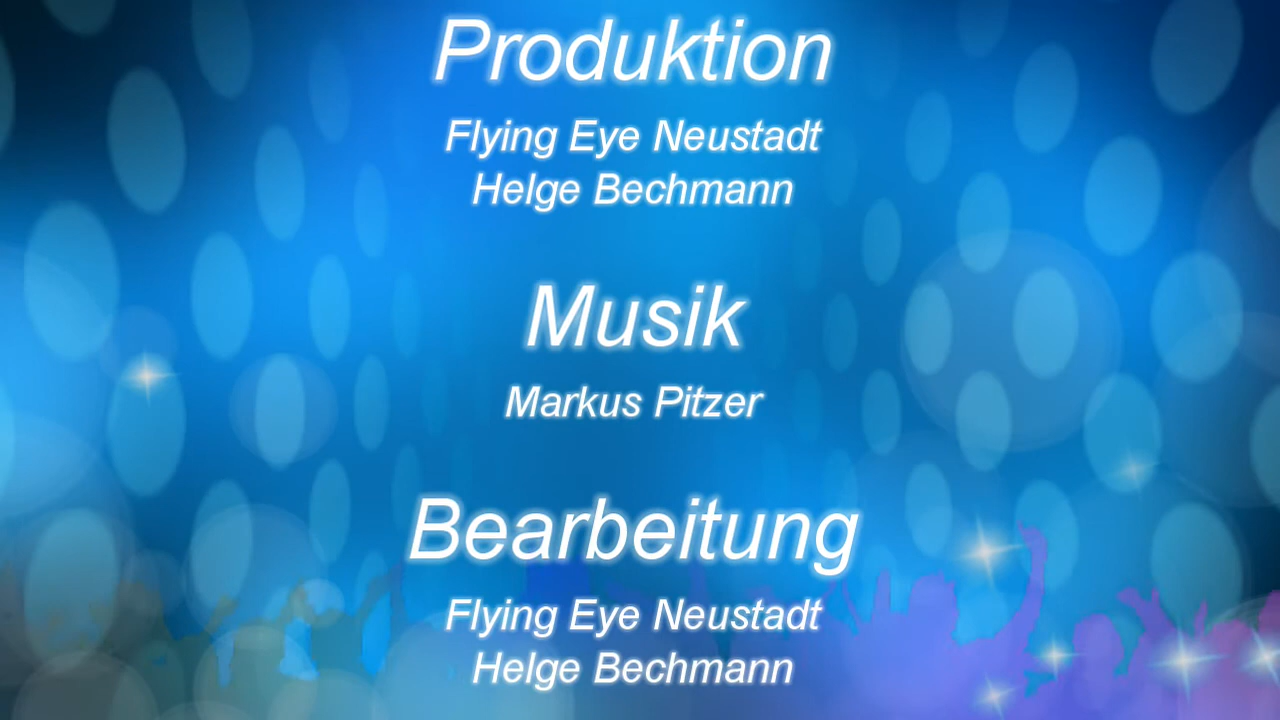 Produktion
Flying Eye Neustadt
Helge Bechmann
Musik
Markus Pitzer
Bearbeitung
Flying Eye Neustadt
Helge Bechmann